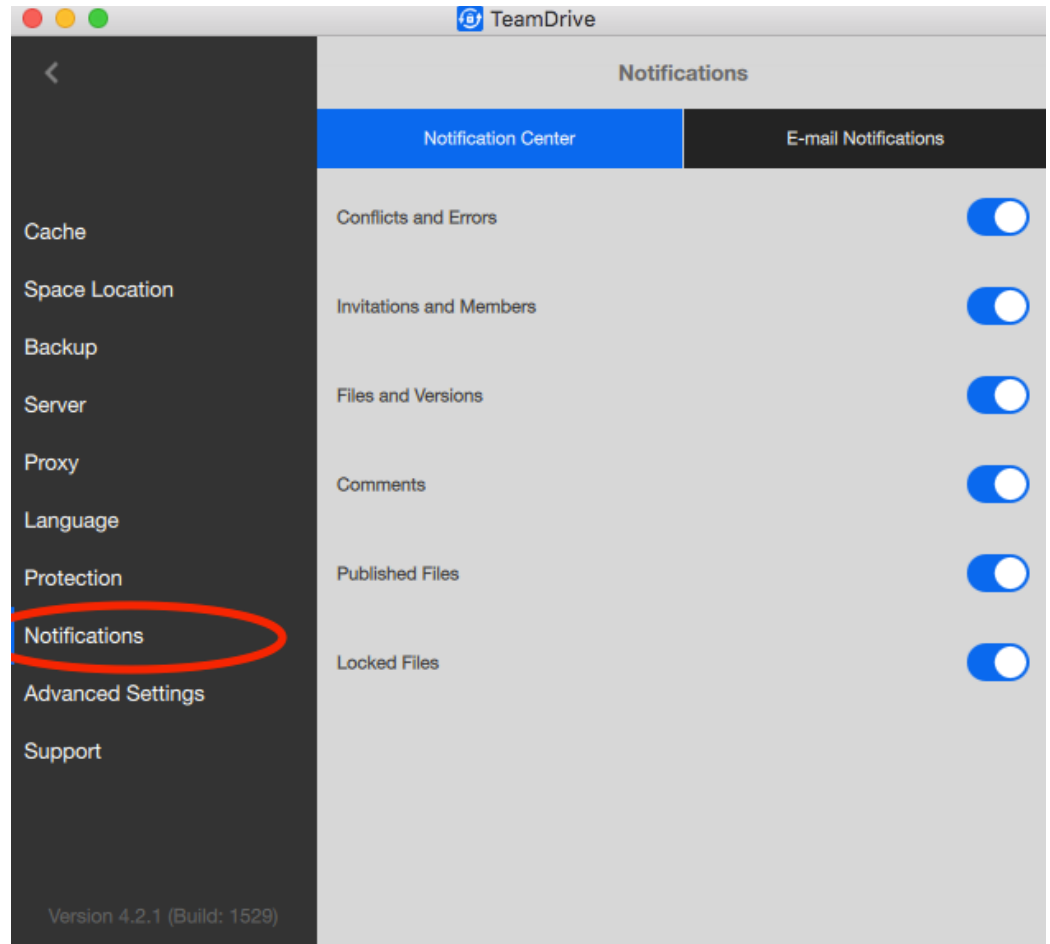 TeamDrive
Notifications
Notification Center
E-mail Notifications
Cache
Space Location
Backup
Server
Proxy
Language
Protection
Notifications
Advanced Settings
Support
Version 4.2.1 (Build: 1529)
Conflicts and Errors
Invitations and Members
Files and Versions
Comments
Published Files
Locked Files